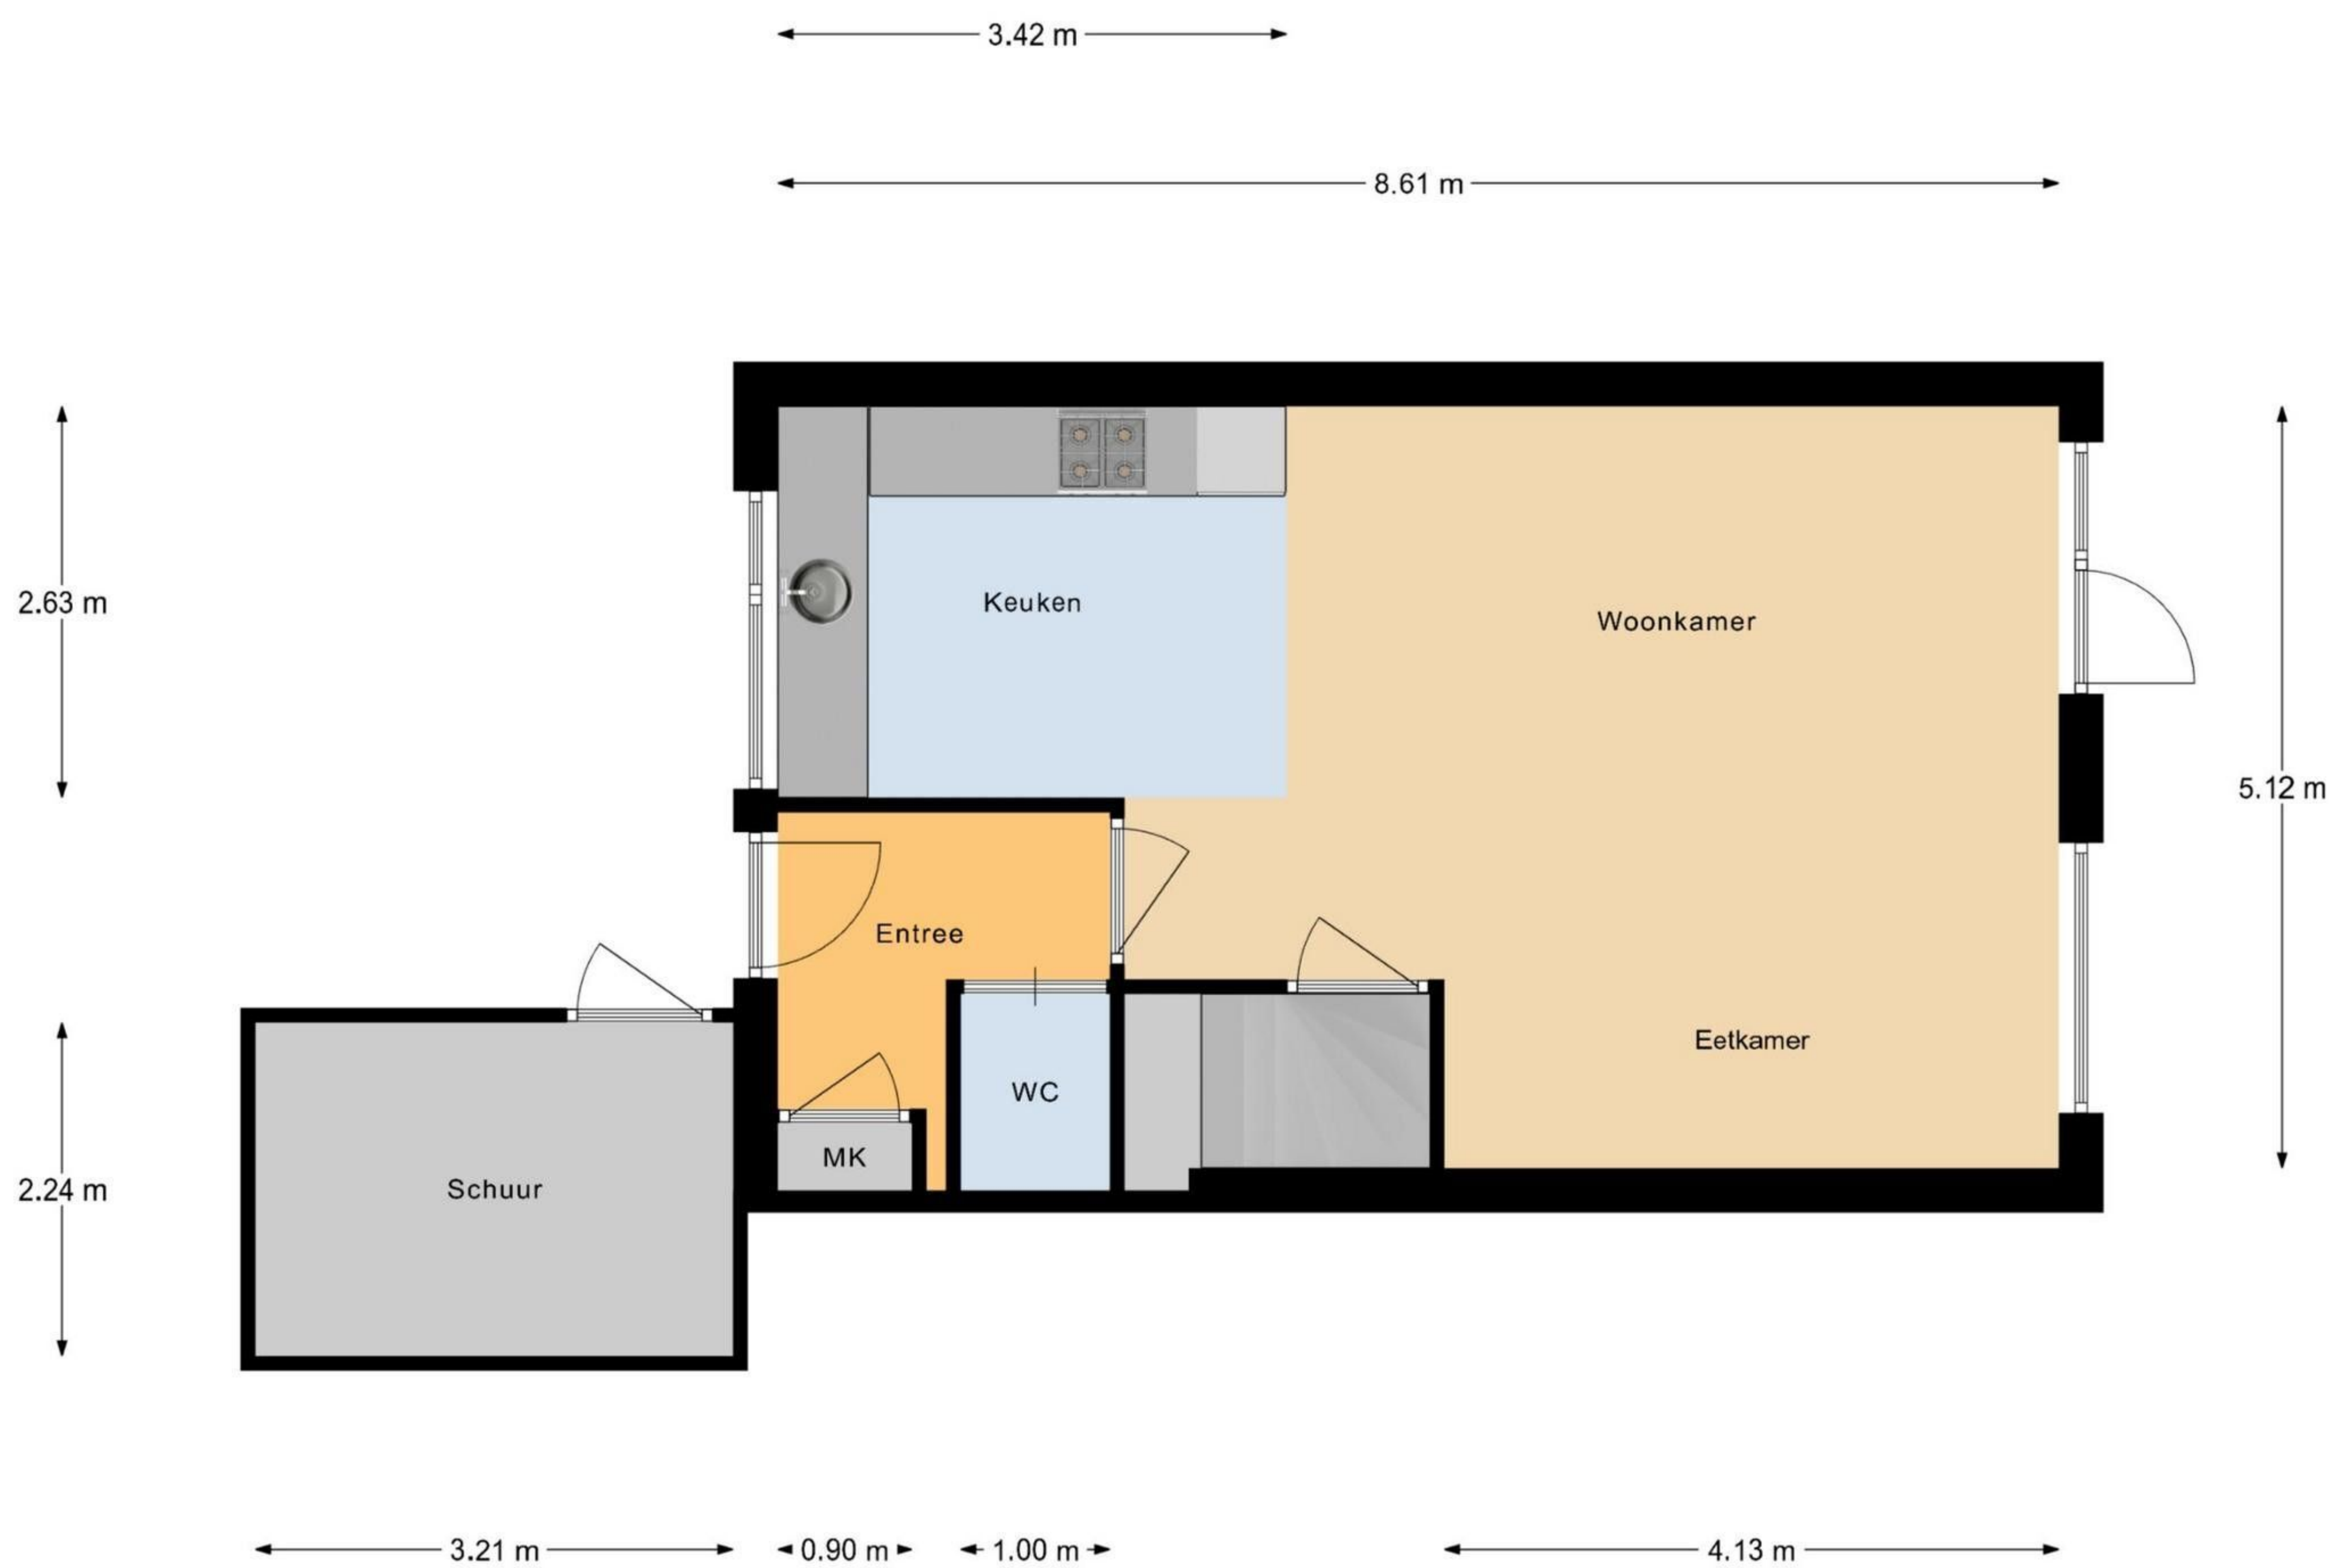 3.42 m
8.61 m
2.63 m
Keuken
Woonkamer
5.12 m
Entree
Eetkamer
WC
MK
Schuur
2.24 m
3.21 m
0.90 m
1.00 m
4.13 m